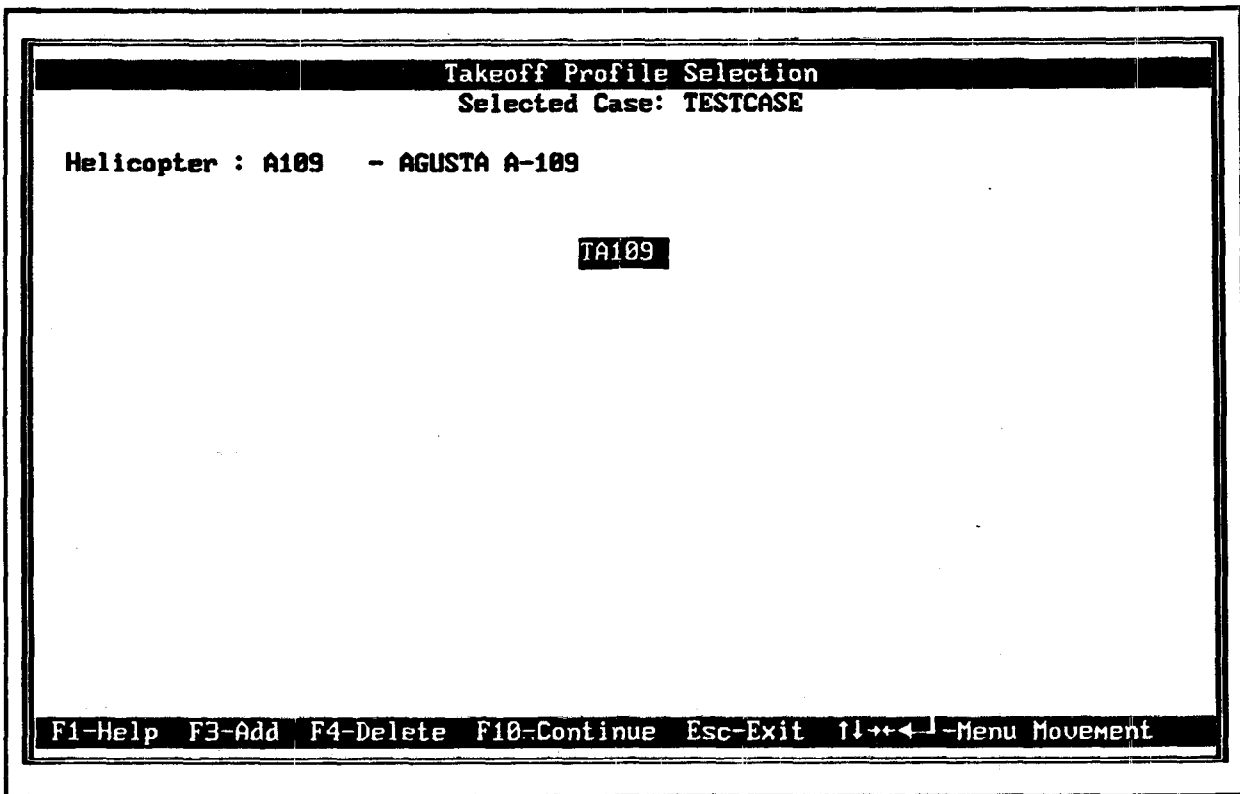 Takeoff Profile Selection
Selected Case: TESTCASE
Helicopter : A109 - AGUSTA A-109
TA109
F1-Help F3-Add F4-Delete F10-Continue Esc-Exit ↑↓→←◄┘-Menu Movement